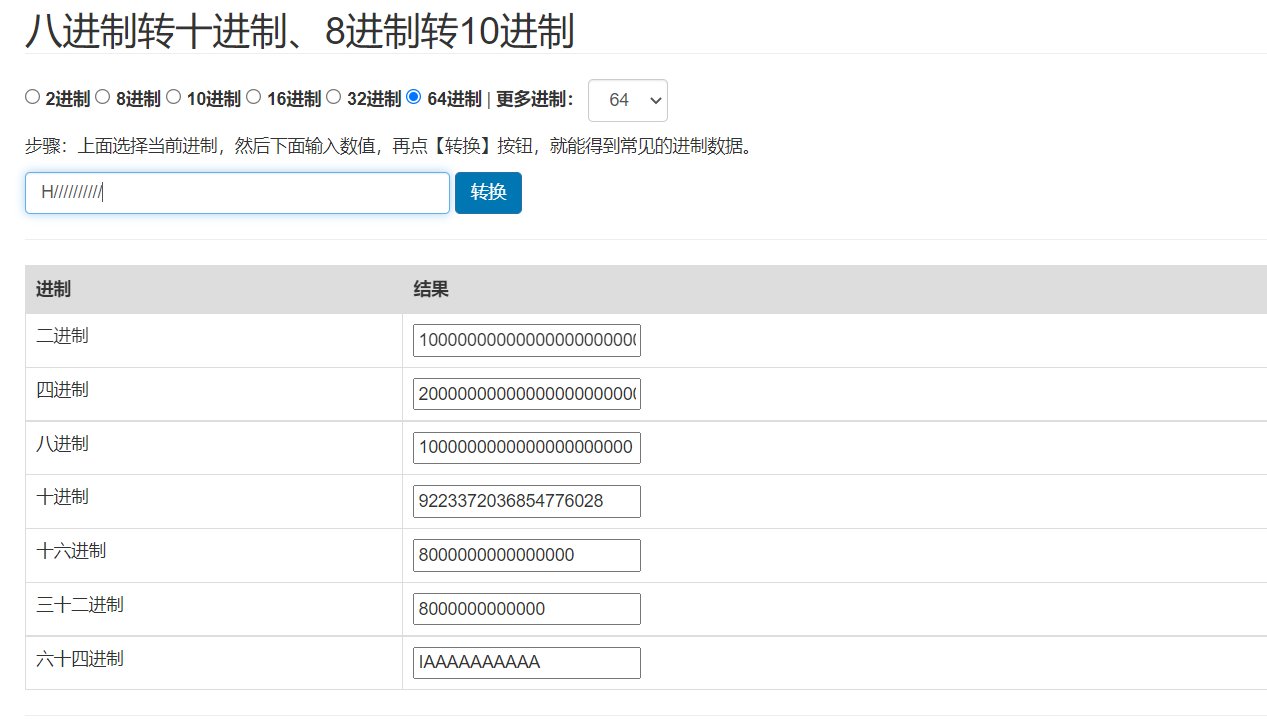 八进制转十进制、8进制转10进制
2进制 8进制 10进制 16进制 32进制 64进制 | 更多进制： 64
步骤：上面选择当前进制，然后下面输入数值，再点【转换】按钮，就能得到常见的进制数据。
H////////// 转换
进制 结果
二进制 10000000000000000000000
四进制 20000000000000000000000
八进制 1000000000000000000000
十进制 9223372036854776028
十六进制 8000000000000000
三十二进制 8000000000000
六十四进制 IAAAAAAAAAA